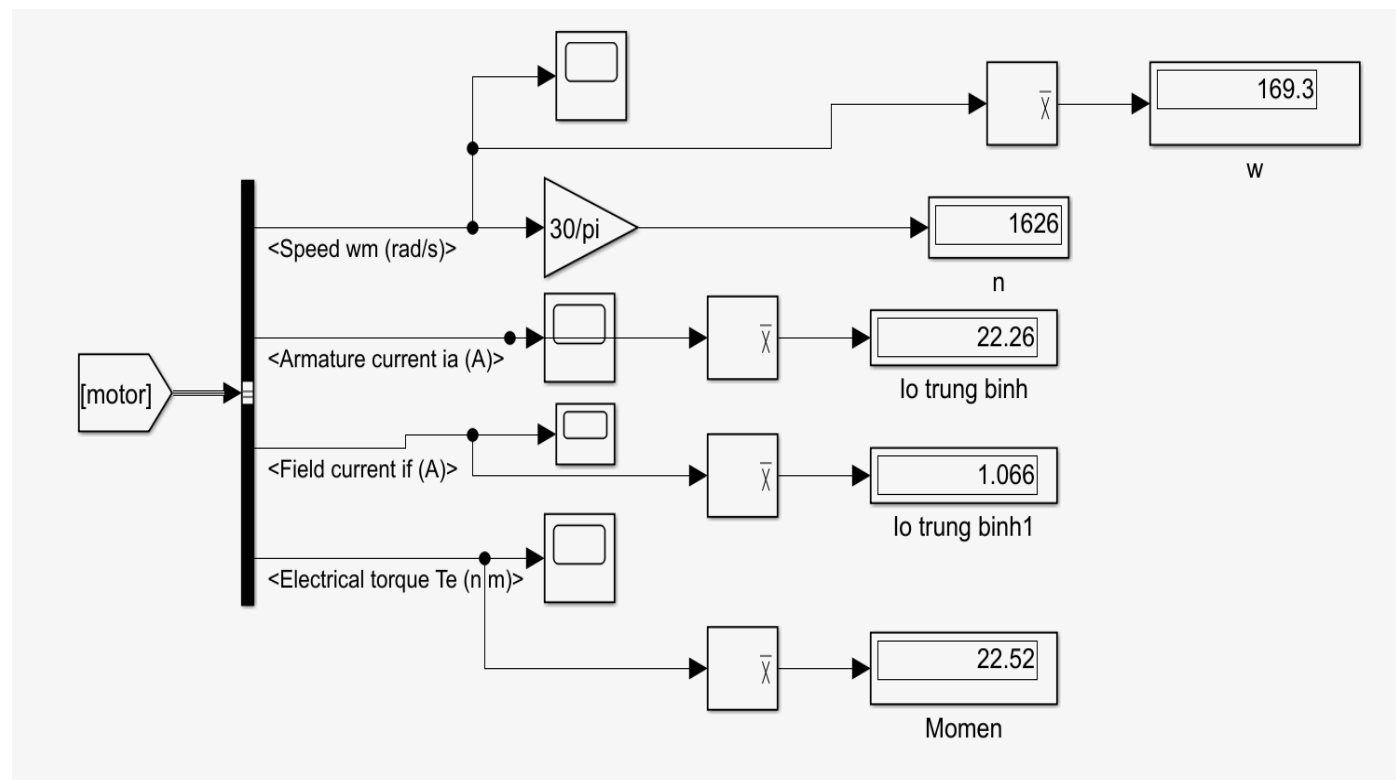 169.3
w
30/pi
<Speed wm (rad/s)>
1626
n
x̄
<Armature current ia (A)>
x̄
22.26
Io trung binh
[motor]
<Field current if (A)>
x̄
1.066
Io trung binh1
<Electrical torque Te (n m)>
x̄
22.52
Momen